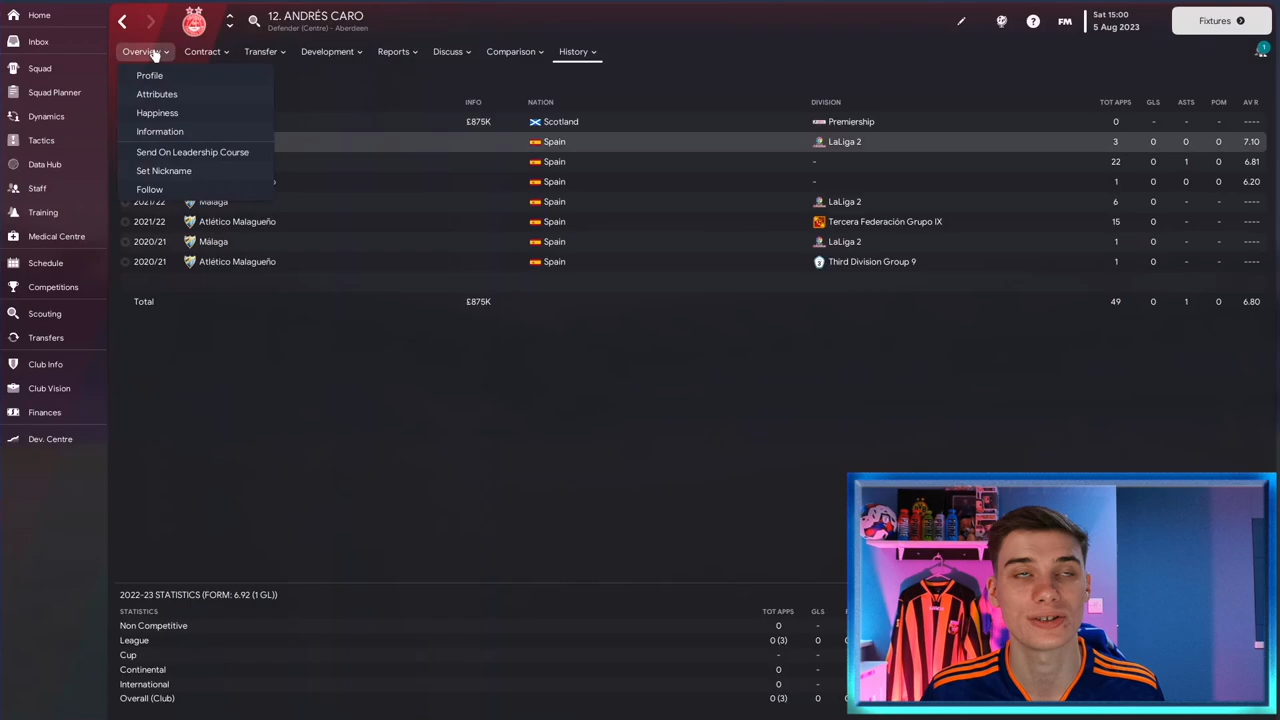 12. ANDRÉS CARO
Defender (Centre) - Aberdeen
FM
Sat 15:00
5 Aug 2023
Fixtures
Overview
Contract
Transfer
Development
Reports
Discuss
Comparison
History
1
Home
Inbox
Squad
Squad Planner
Dynamics
Tactics
Data Hub
Staff
Training
Medical Centre
Schedule
Competitions
Scouting
Transfers
Club Info
Club Vision
Finances
Dev. Centre
Profile
Attributes
Happiness
Information
Send On Leadership Course
Set Nickname
Follow
INFO NATION DIVISION TOT APPS GLS ASTS POM AV R
£875K Scotland Premiership 0 - - - ----
Spain LaLiga 2 3 0 0 0 7.10
Spain - 22 - 1 0 6.81
Spain - 1 0 0 0 6.20
2021/22 Málaga Spain LaLiga 2 6 0 - - ----
2021/22 Atlético Malagueño Spain Tercera Federación Grupo IX 15 - - - ----
2020/21 Málaga Spain LaLiga 2 1 0 - - ----
2020/21 Atlético Malagueño Spain Third Division Group 9 1 0 - - ----
Total £875K 49 0 1 0 6.80
2022-23 STATISTICS (FORM: 6.92 (1 GL))
STATISTICS TOT APPS GLS
Non Competitive 0 -
League 0 (3) 0
Cup - -
Continental 0 -
International 0 -
Overall (Club) 0 (3) 0